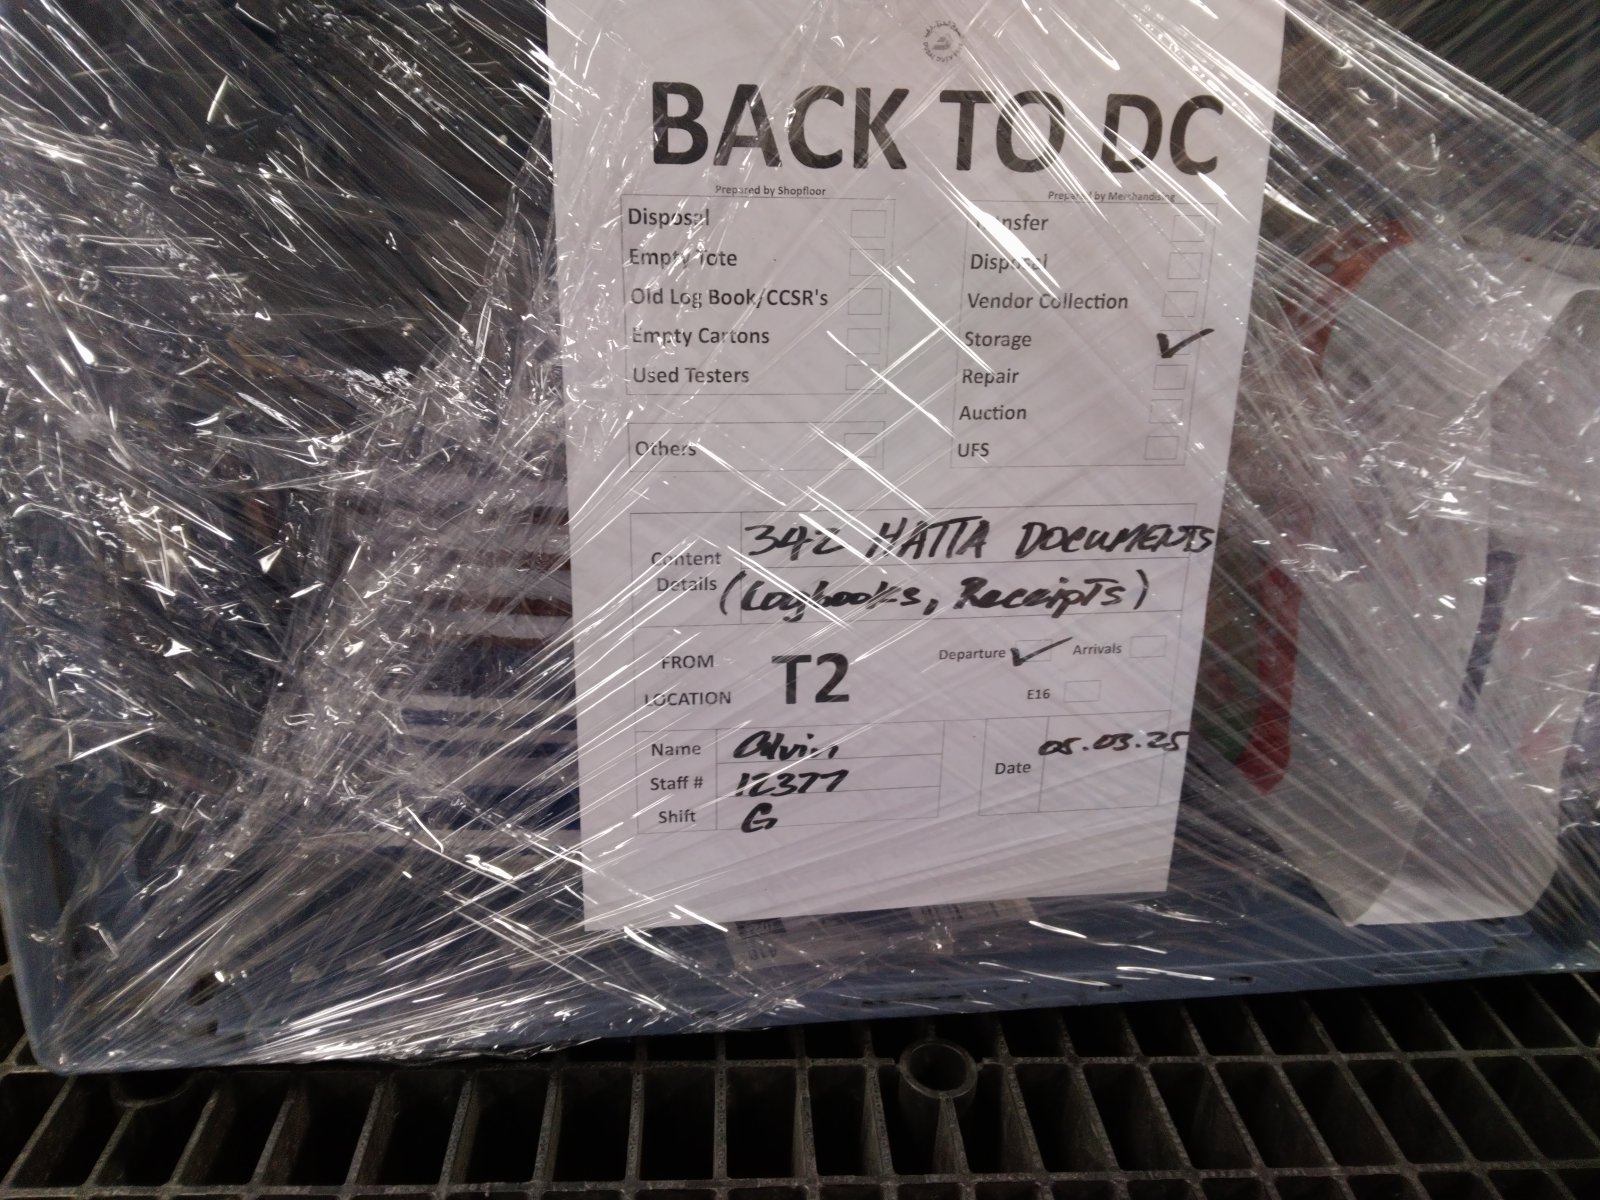 BACK TO DC
Prepared by Shopfloor
Disposal
Empty Tote
Old Log Book/CCSR's
Empty Cartons
Used Testers
Others
Prepared by Merchandising
Transfer
Disposal
Vendor Collection
Storage
Repair
Auction
UFS
Content Details
342 HATTA DOCUMENTS
(Logbooks, Receipts)
FROM LOCATION
T2
Departure
Arrivals
E16
Name Alvin
Staff # 12377
Shift G
Date 05.03.25